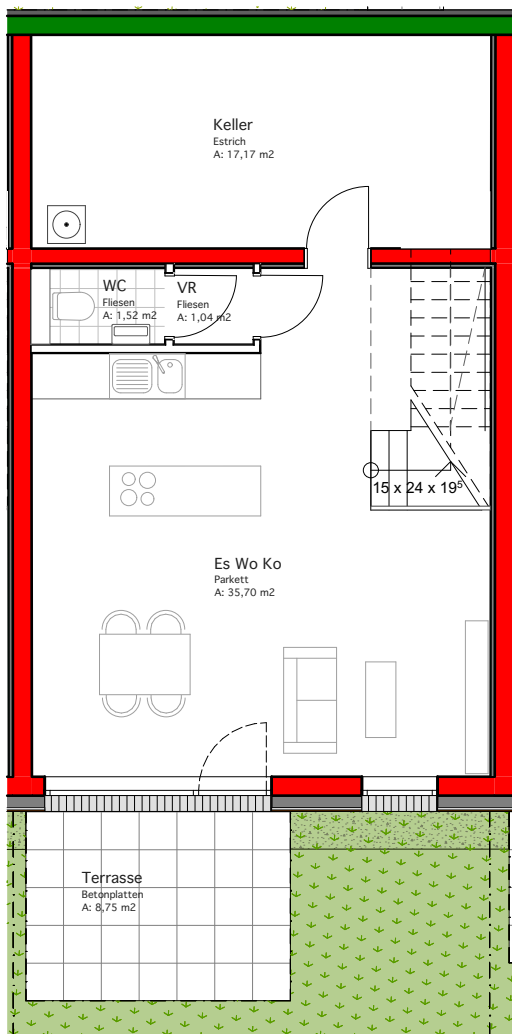 Keller
Estrich
A: 17,17 m2
WC
Fliesen
A: 1,52 m2
VR
Fliesen
A: 1,04 m2
15 x 24 x 19⁵
Es Wo Ko
Parkett
A: 35,70 m2
Terrasse
Betonplatten
A: 8,75 m2